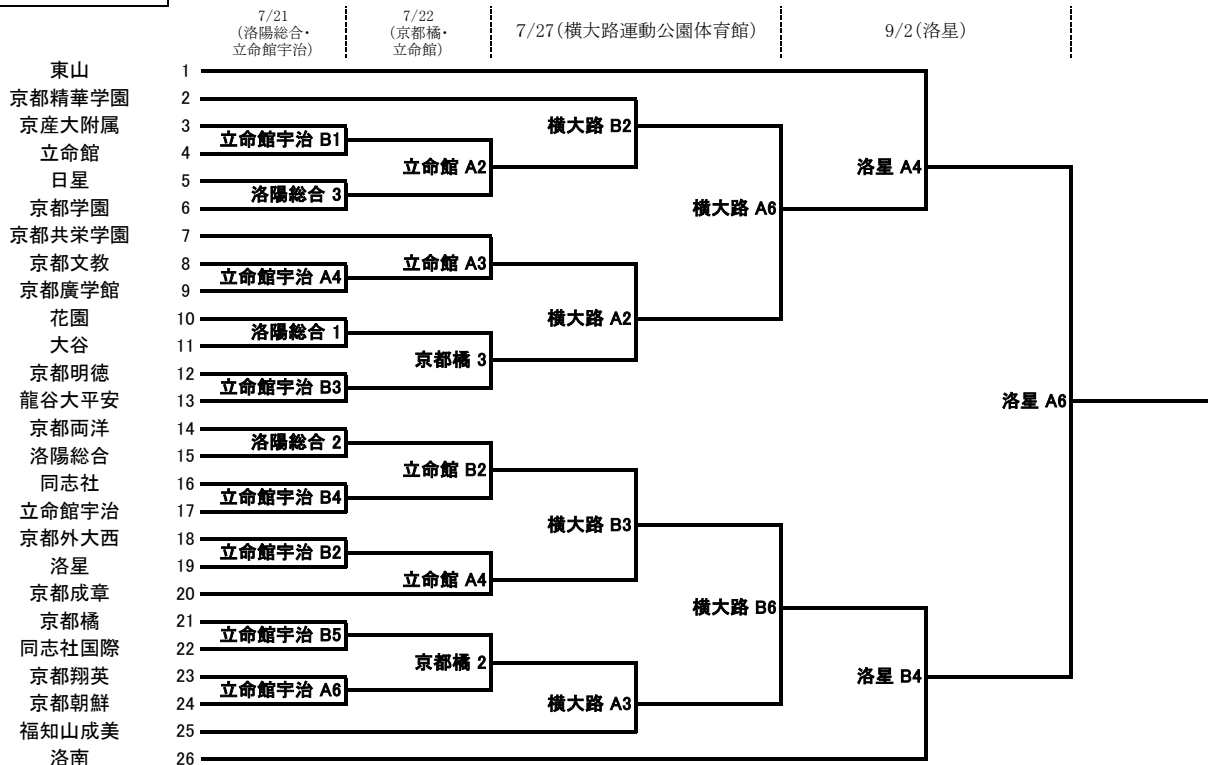 7/21
(洛陽総合・
立命館宇治)
7/22
(京都橘・
立命館)
7/27(横大路運動公園体育館)
9/2(洛星)
東山 1
京都精華学園 2
京産大附属 3
立命館 4
日星 5
京都学園 6
京都共栄学園 7
京都文教 8
京都廣学館 9
花園 10
大谷 11
京都明徳 12
龍谷大平安 13
京都両洋 14
洛陽総合 15
同志社 16
立命館宇治 17
京都外大西 18
洛星 19
京都成章 20
京都橘 21
同志社国際 22
京都翔英 23
京都朝鮮 24
福知山成美 25
洛南 26
立命館宇治 B1
洛陽総合 3
立命館宇治 A4
洛陽総合 1
立命館宇治 B3
洛陽総合 2
立命館宇治 B4
立命館宇治 B2
立命館宇治 B5
立命館宇治 A6
立命館 A2
立命館 A3
京都橘 3
立命館 B2
立命館 A4
京都橘 2
横大路 B2
横大路 A2
横大路 B3
横大路 A3
横大路 A6
横大路 B6
洛星 A4
洛星 B4
洛星 A6